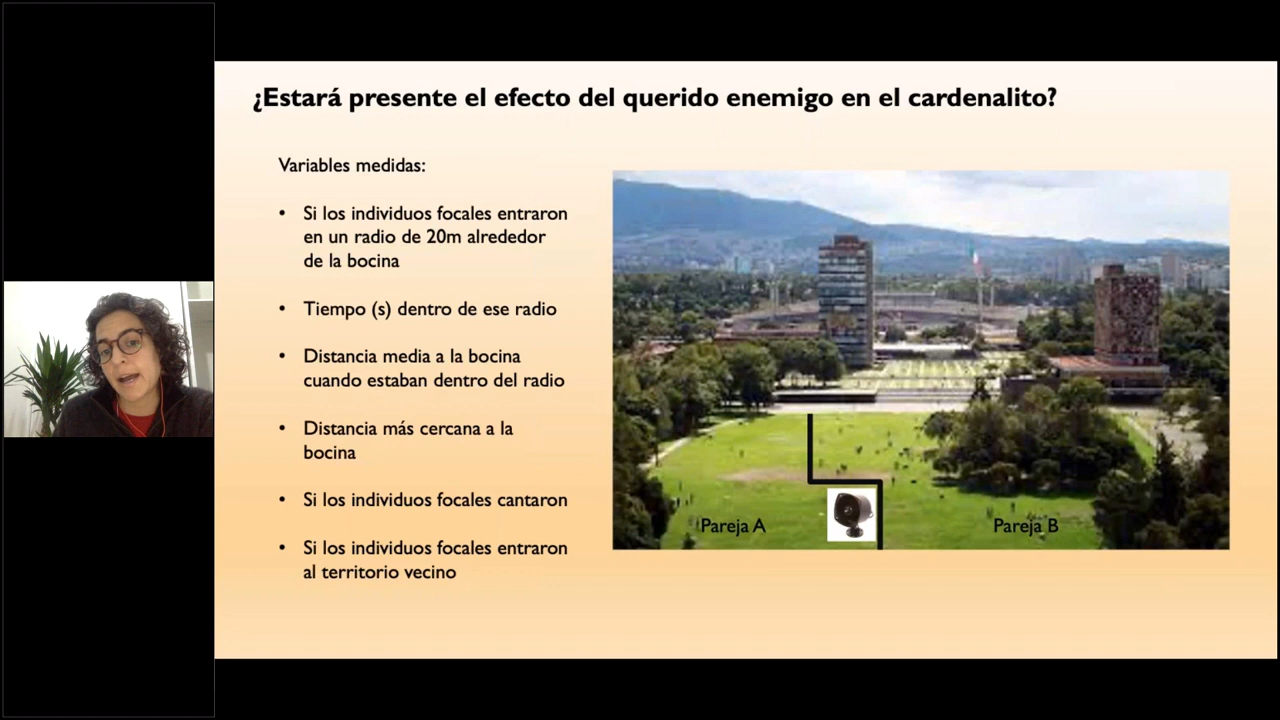 ¿Estará presente el efecto del querido enemigo en el cardenalito?
Variables medidas:
• Si los individuos focales entraron
en un radio de 20m alrededor
de la bocina
• Tiempo (s) dentro de ese radio
• Distancia media a la bocina
cuando estaban dentro del radio
• Distancia más cercana a la
bocina
• Si los individuos focales cantaron
• Si los individuos focales entraron
al territorio vecino
Pareja A
Pareja B